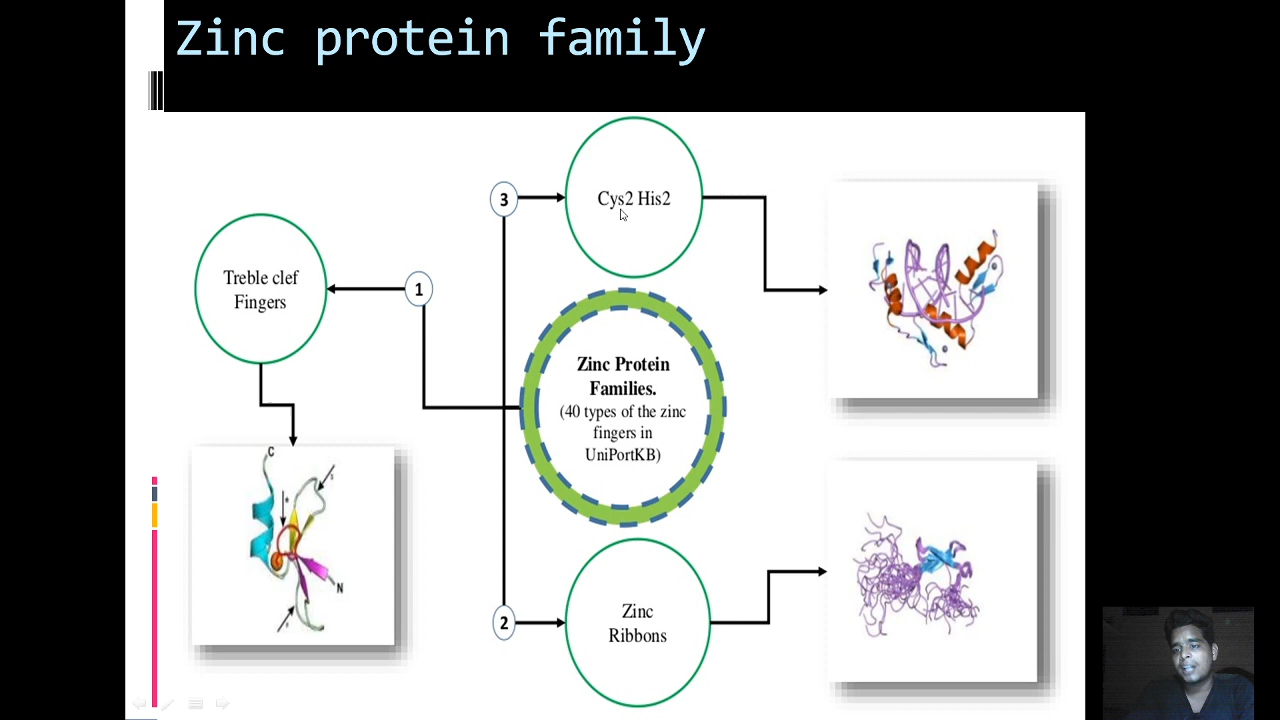 Zinc protein family
3
Cys2 His2
Treble clef
Fingers
1
Zinc Protein
Families.
(40 types of the zinc
fingers in
UniPortKB)
C
N
2
Zinc
Ribbons